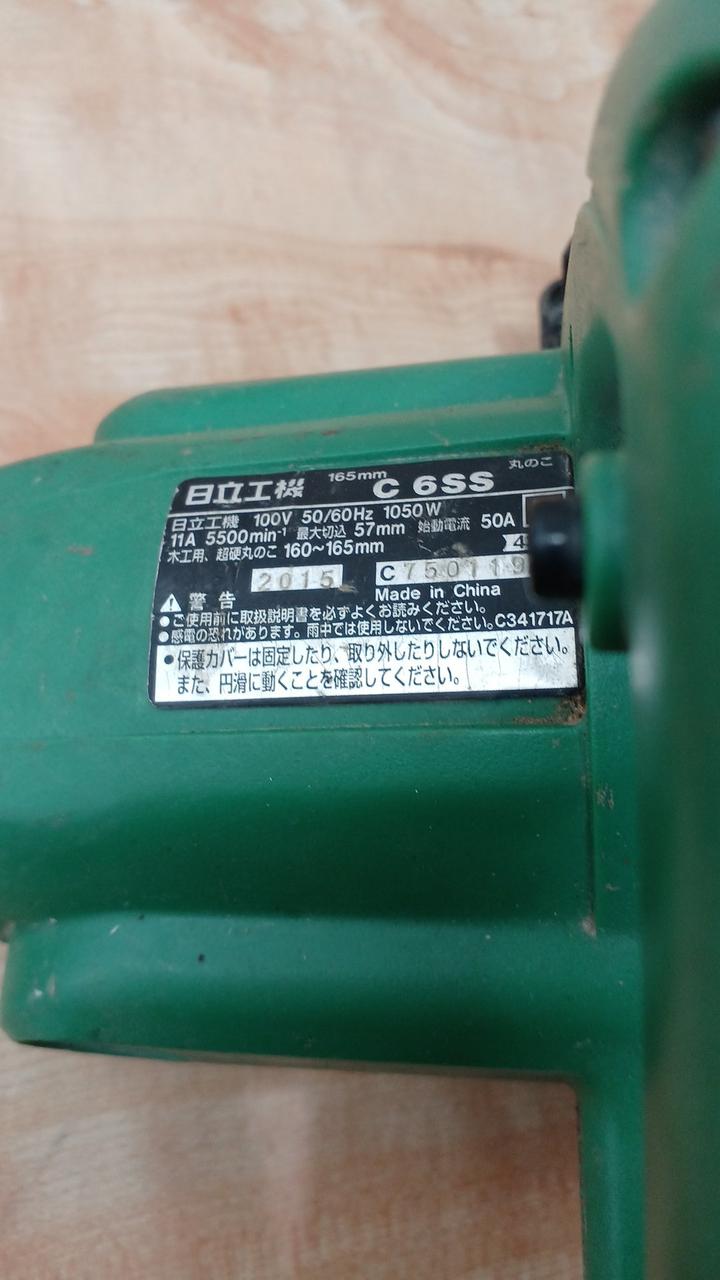 165mm 丸のこ
日立工機 C 6SS
日立工機 100V 50/60Hz 1050W
11A 5500min⁻¹ 最大切込 57mm 始動電流 50A
木工用、超硬丸のこ 160~165mm
2015 C750119
Made in China
警告
●ご使用前に取扱説明書を必ずよくお読みください。
●感電の恐れがあります。雨中では使用しないでください。C341717A
●保護カバーは固定したり、取り外したりしないでください。
また、円滑に動くことを確認してください。